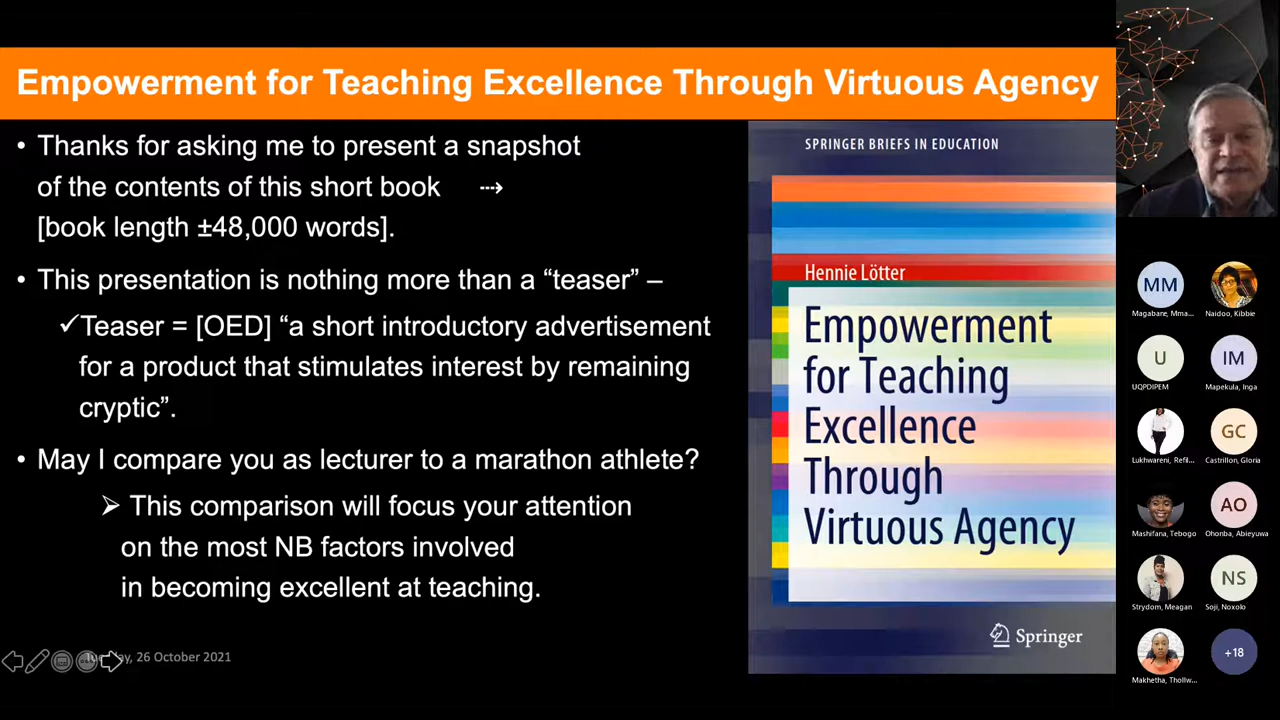 Empowerment for Teaching Excellence Through Virtuous Agency
• Thanks for asking me to present a snapshot
of the contents of this short book ⇢
[book length ±48,000 words].
• This presentation is nothing more than a “teaser” –
✓Teaser = [OED] “a short introductory advertisement
for a product that stimulates interest by remaining
cryptic”.
• May I compare you as lecturer to a marathon athlete?
➢ This comparison will focus your attention
on the most NB factors involved
in becoming excellent at teaching.
26 October 2021
SPRINGER BRIEFS IN EDUCATION
Hennie Lötter
Empowerment
for Teaching
Excellence
Through
Virtuous Agency
Springer
MM
Magabane, Mma...
Naidoo, Kibbie
U
UQPDIPEM
IM
Mapekula, Inga
Lukhwareni, Refil...
GC
Castrillon, Gloria
Mashifana, Tebogo
AO
Ohonba, Abieyuwa
Strydom, Meagan
NS
Soji, Noxolo
Makhetha, Thollw...
+18